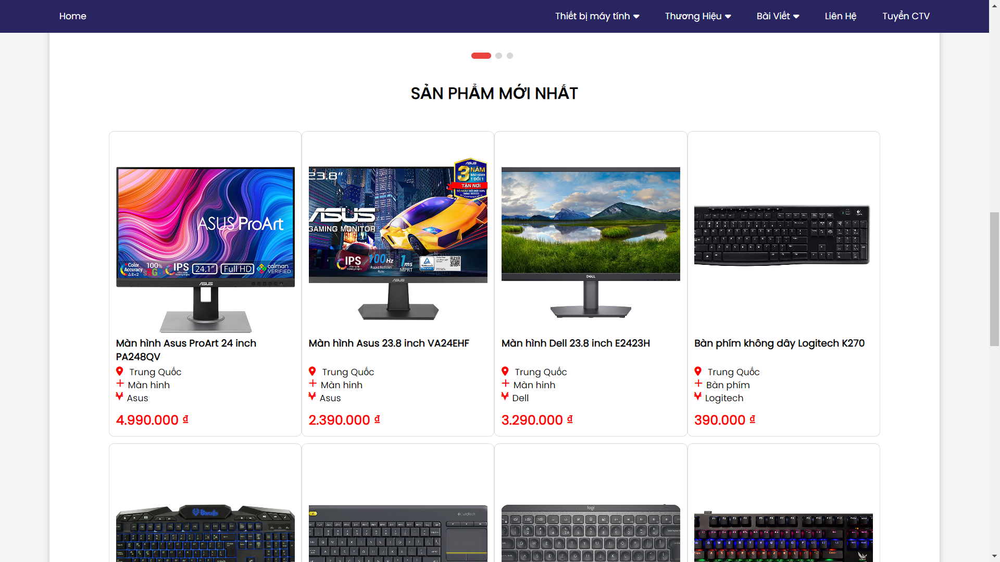 Home
Thiết bị máy tính
Thương Hiệu
Bài Viết
Liên Hệ
Tuyển CTV
SẢN PHẨM MỚI NHẤT
ASUS ProArt
Color Accuracy ΔE<2
100% sRGB
IPS
24.1"
Full HD
calman VERIFIED
ASUS
23.8"
ASUS
3 NĂM
BẢO HÀNH
1 ĐỔI 1
TẬN NƠI
ASUS
GAMING MONITOR
IPS
100Hz
Rapid Refresh Rate
1ms
MPRT
ASUS
DELL
Màn hình Asus ProArt 24 inch
PA248QV
Trung Quốc
Màn hình
Asus
4.990.000 ₫
Màn hình Asus 23.8 inch VA24EHF
Trung Quốc
Màn hình
Asus
2.390.000 ₫
Màn hình Dell 23.8 inch E2423H
Trung Quốc
Màn hình
Dell
3.290.000 ₫
Bàn phím không dây Logitech K270
Trung Quốc
Bàn phím
Logitech
390.000 ₫
Logitech
logi